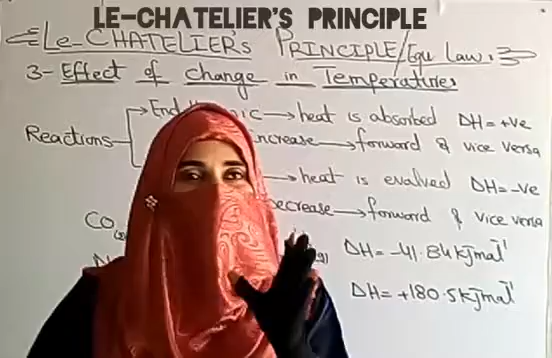 LE-CHATELIER'S PRINCIPLE
Le-CHATELIER's PRINCIPLE/Equ Law:
3- Effect of change in Temperature
→ heat is absorbed ΔH=+ve
Reactions
increase → forward & vice versa
→ heat is evalved ΔH=-ve
Decrease → forward & vice versa
CO ΔH= -41.84 kJmol⁻¹
(g) ΔH= +180.5 kJmol⁻¹